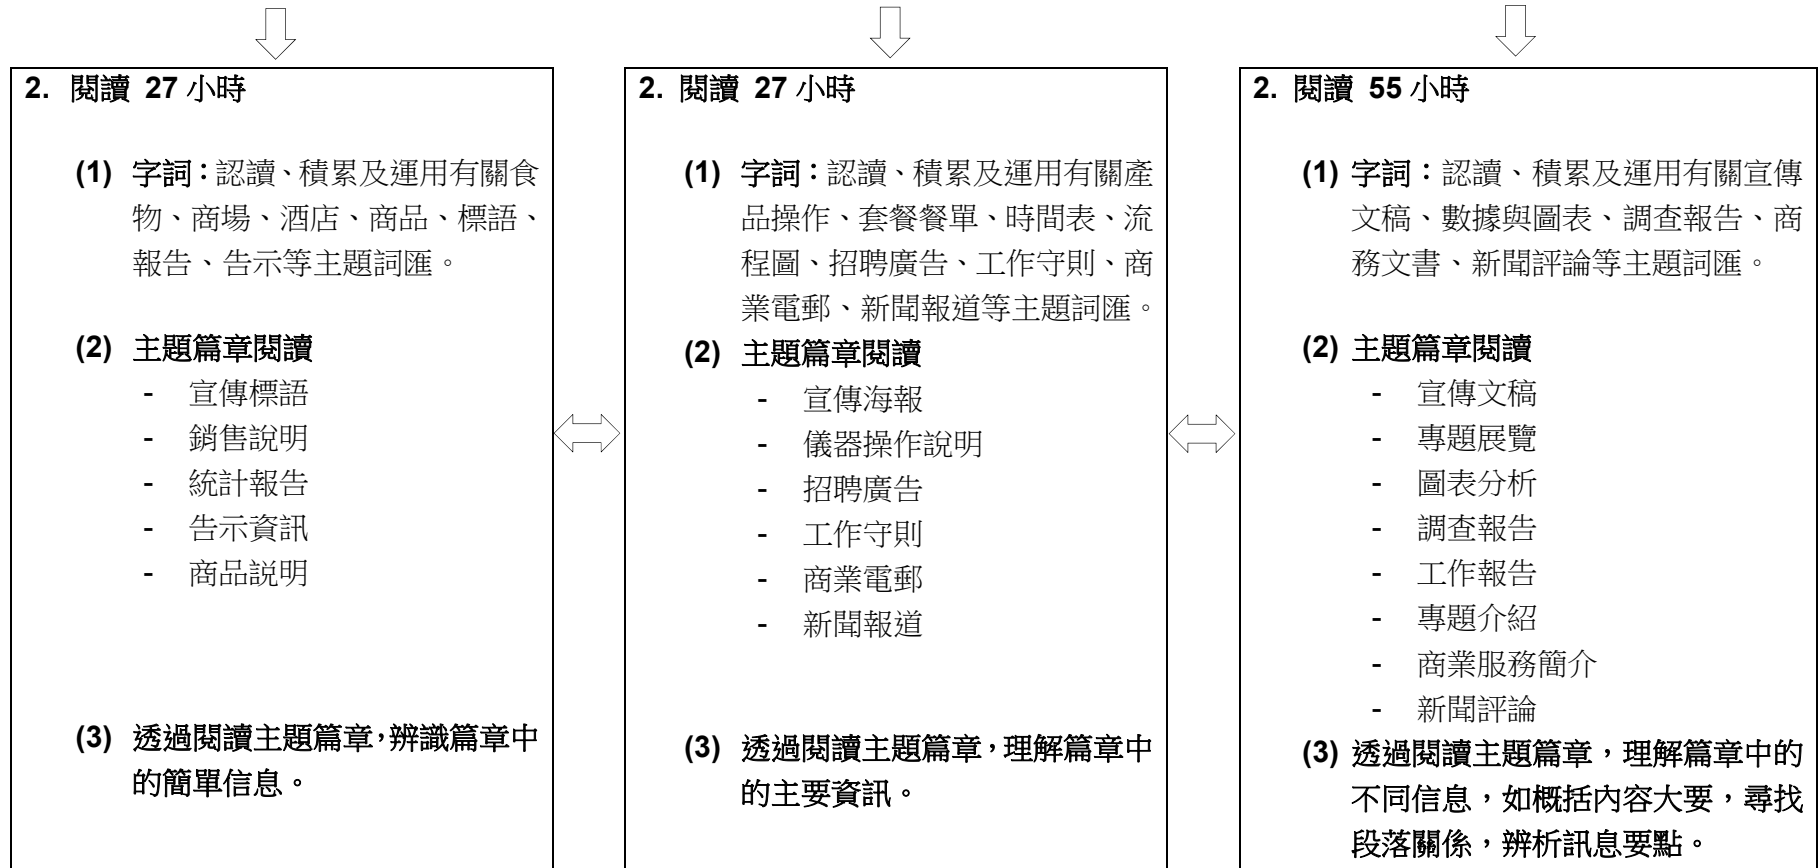 2. 閱讀 27 小時
(1) 字詞：認讀、積累及運用有關食
物、商場、酒店、商品、標語、
報告、告示等主題詞匯。
(2) 主題篇章閱讀
- 宣傳標語
- 銷售說明
- 統計報告
- 告示資訊
- 商品説明
(3) 透過閱讀主題篇章，辨識篇章中
的簡單信息。
2. 閱讀 27 小時
(1) 字詞：認讀、積累及運用有關產
品操作、套餐餐單、時間表、流
程圖、招聘廣告、工作守則、商
業電郵、新聞報道等主題詞匯。
(2) 主題篇章閱讀
- 宣傳海報
- 儀器操作說明
- 招聘廣告
- 工作守則
- 商業電郵
- 新聞報道
(3) 透過閱讀主題篇章，理解篇章中
的主要資訊。
2. 閱讀 55 小時
(1) 字詞：認讀、積累及運用有關宣傳
文稿、數據與圖表、調查報告、商
務文書、新聞評論等主題詞匯。
(2) 主題篇章閱讀
- 宣傳文稿
- 專題展覽
- 圖表分析
- 調查報告
- 工作報告
- 專題介紹
- 商業服務簡介
- 新聞評論
(3) 透過閱讀主題篇章，理解篇章中的
不同信息，如概括內容大要，尋找
段落關係，辨析訊息要點。